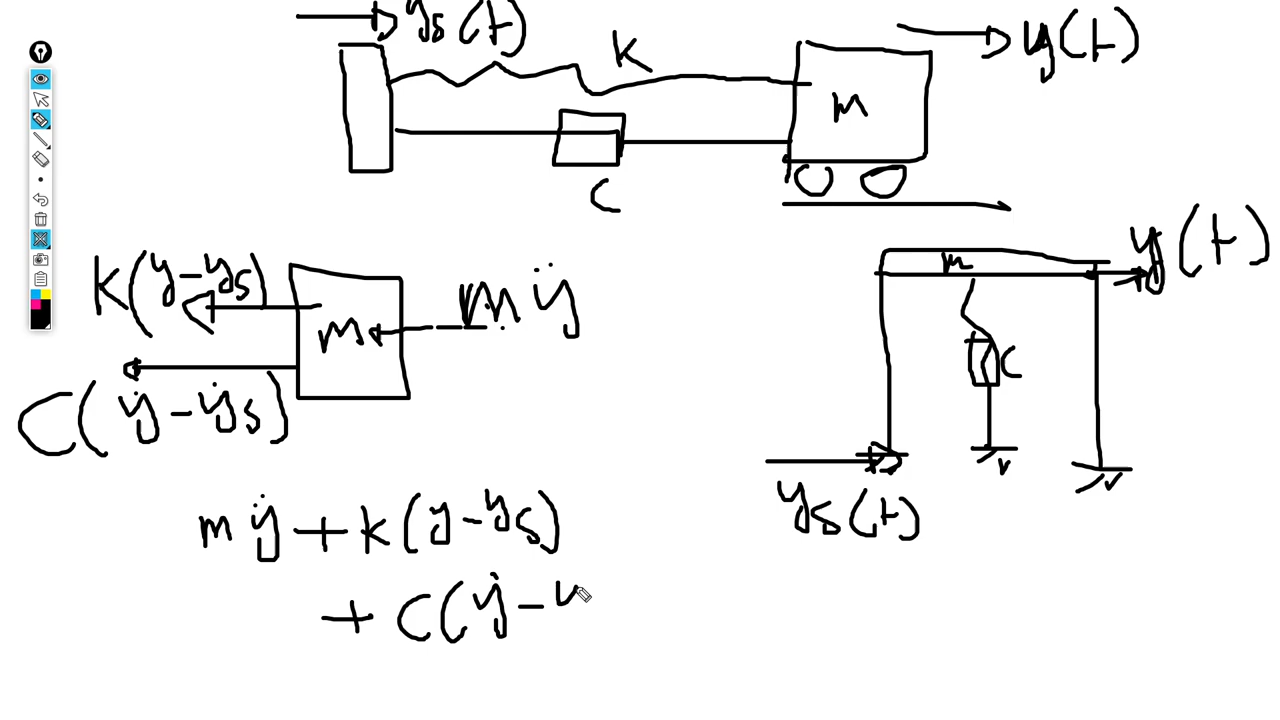 yₛ(t)
K
y(t)
m
C
y(t)
K(y-yₛ)
m
mÿ
m
C
C(ẏ-ẏₛ)
yₛ(t)
mÿ+K(y-yₛ)
+C(ẏ-